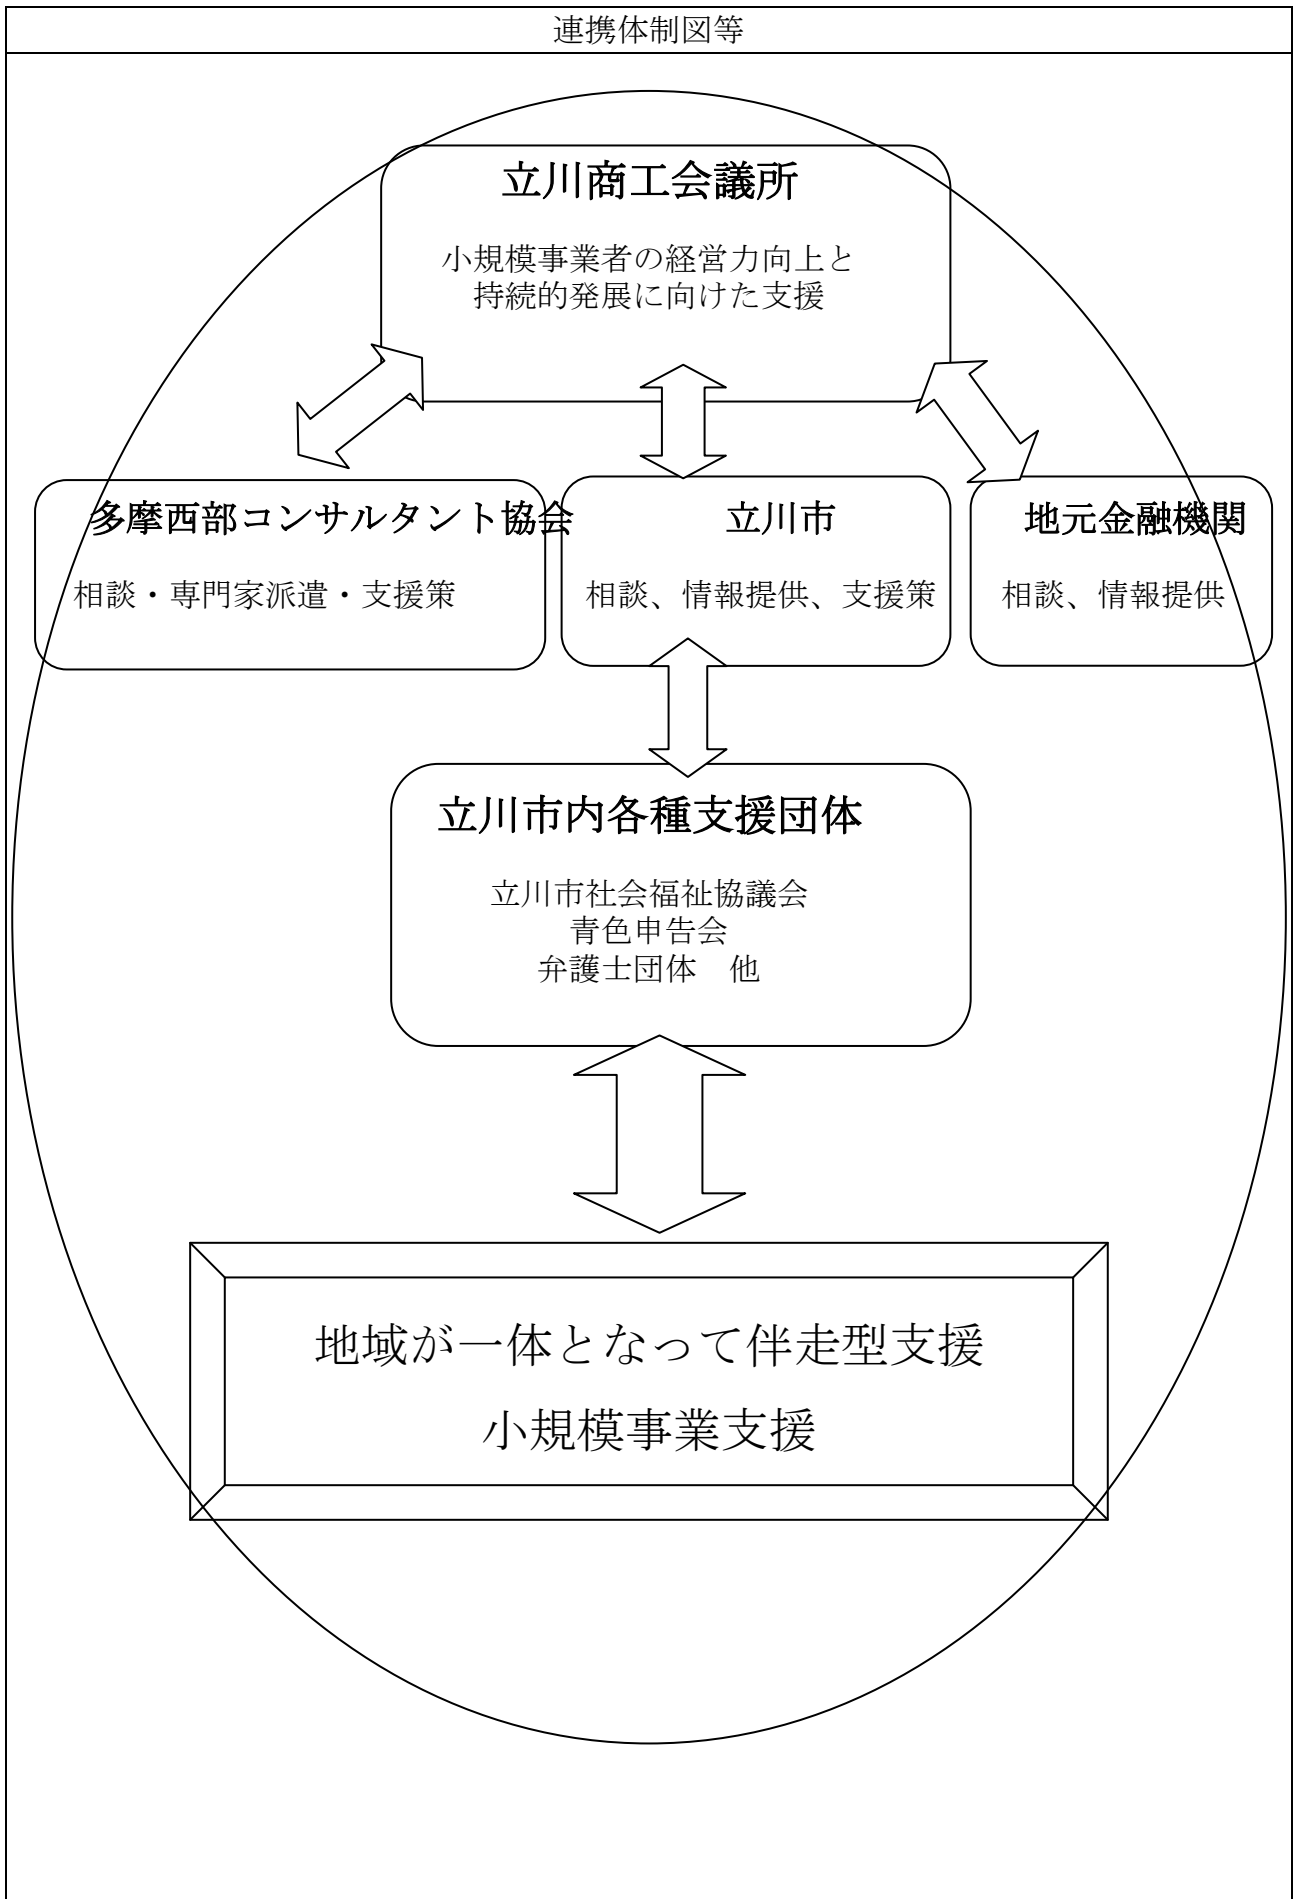 連携体制図等
立川商工会議所
小規模事業者の経営力向上と
持続的発展に向けた支援
多摩西部コンサルタント協会
相談・専門家派遣・支援策
立川市
相談、情報提供、支援策
地元金融機関
相談、情報提供
立川市内各種支援団体
立川市社会福祉協議会
青色申告会
弁護士団体　他
地域が一体となって伴走型支援
小規模事業支援